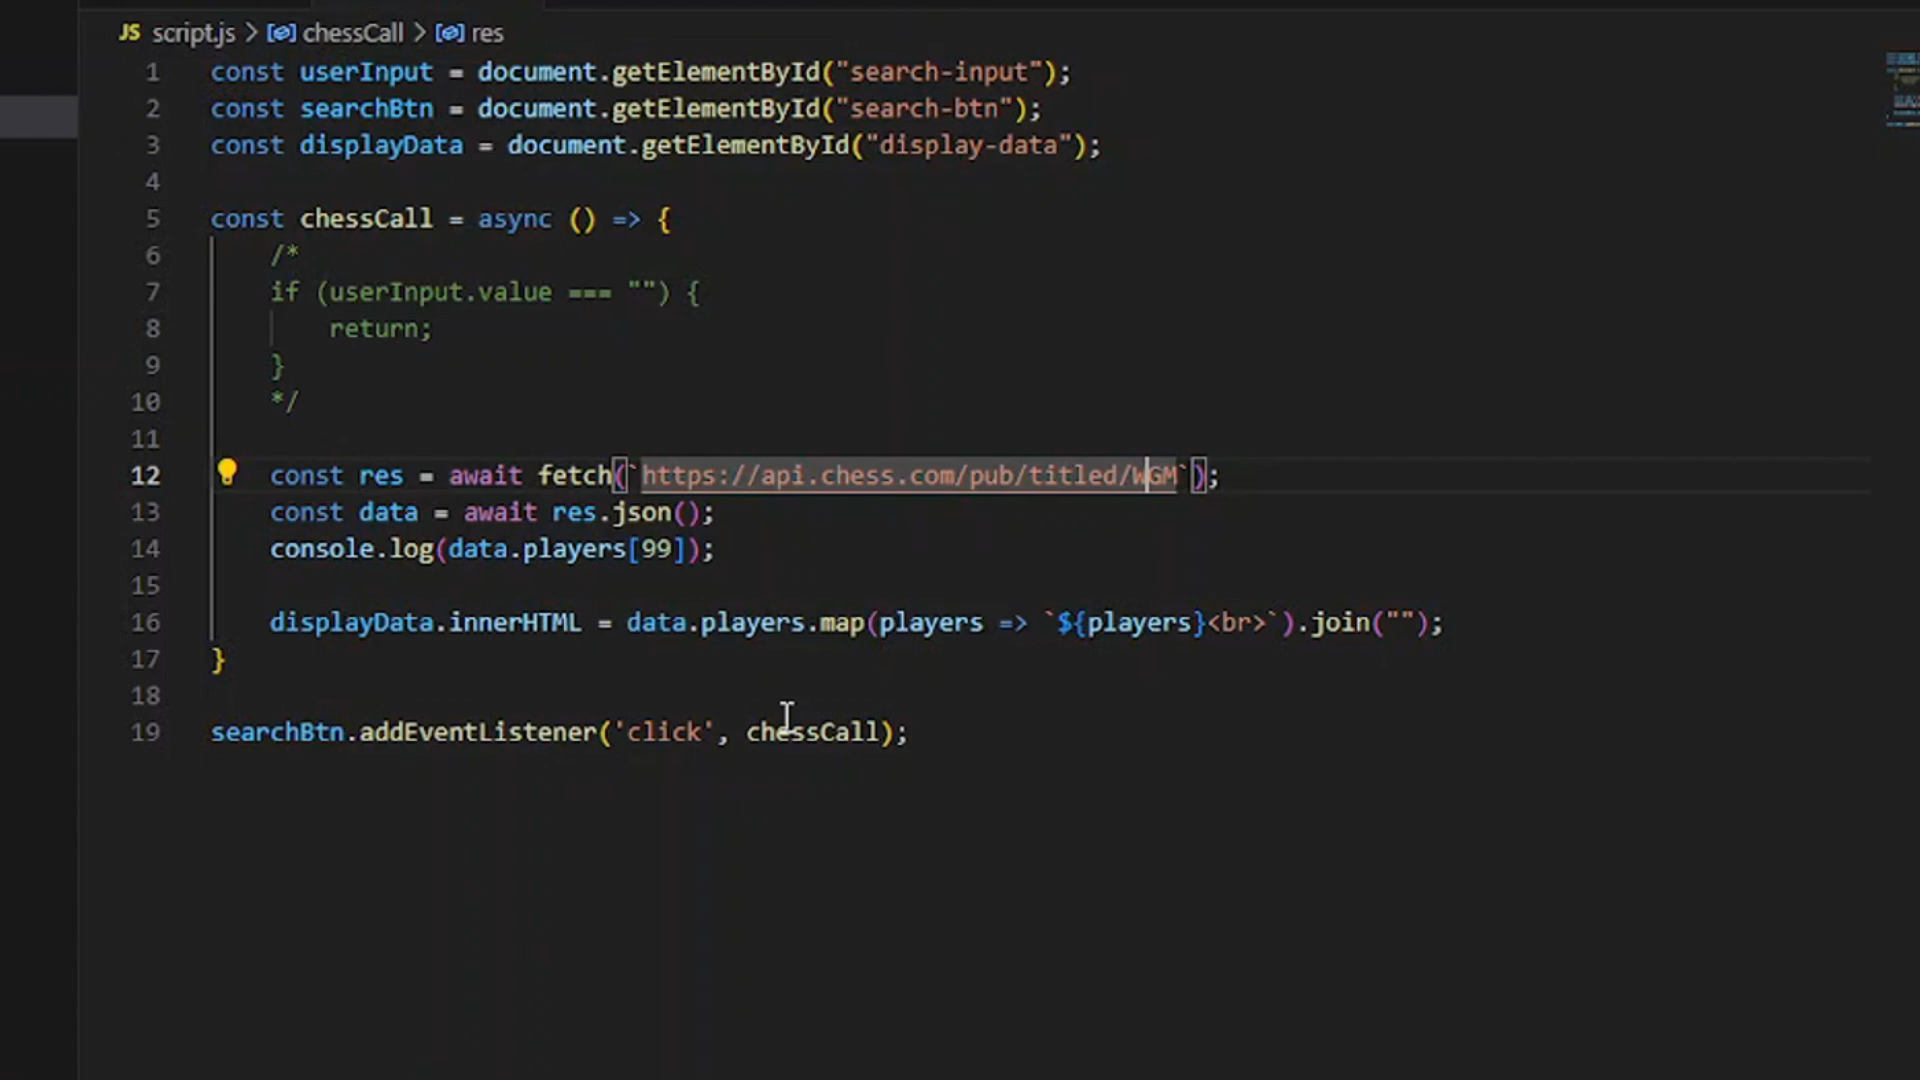 JS script.js > chessCall > res
1 const userInput = document.getElementById("search-input");
2 const searchBtn = document.getElementById("search-btn");
3 const displayData = document.getElementById("display-data");
4
5 const chessCall = async () => {
6 /*
7 if (userInput.value === "") {
8 return;
9 }
10 */
11
12 const res = await fetch(`https://api.chess.com/pub/titled/WGM`);
13 const data = await res.json();
14 console.log(data.players[99]);
15
16 displayData.innerHTML = data.players.map(players => `${players}<br>`).join("");
17 }
18
19 searchBtn.addEventListener('click', chessCall);